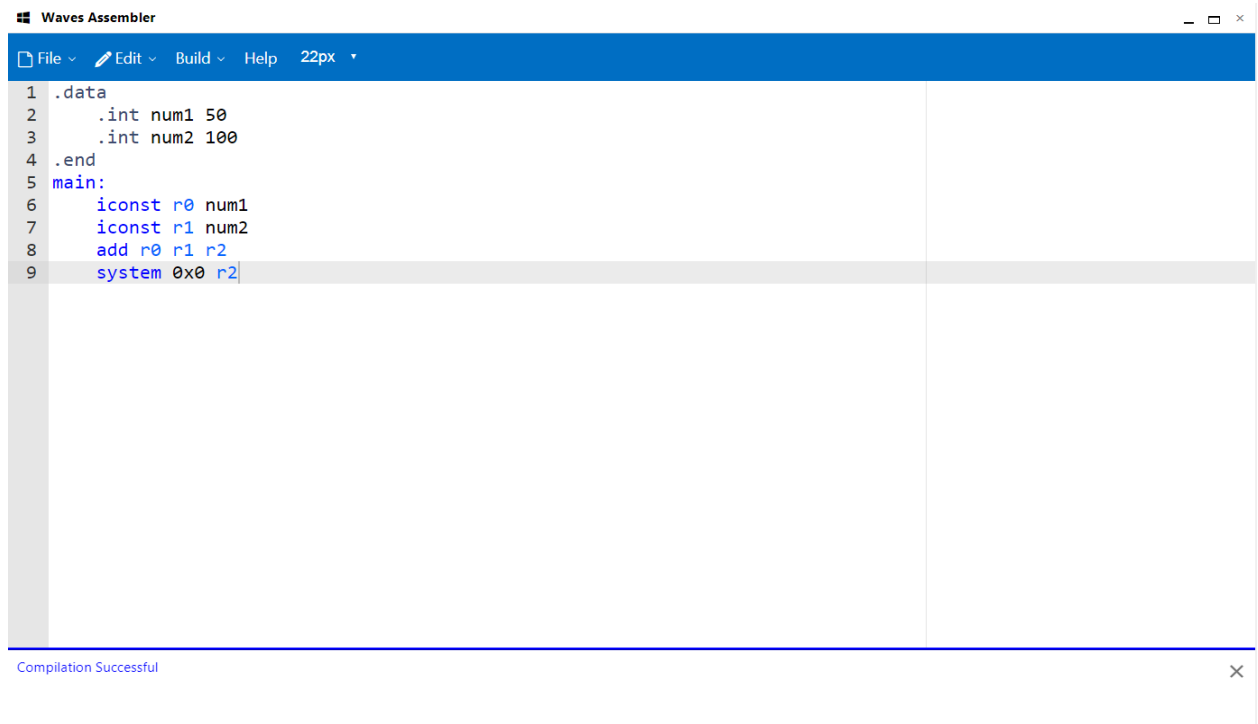 Waves Assembler
File Edit Build Help 22px
1 .data
2 .int num1 50
3 .int num2 100
4 .end
5 main:
6 iconst r0 num1
7 iconst r1 num2
8 add r0 r1 r2
9 system 0x0 r2
Compilation Successful